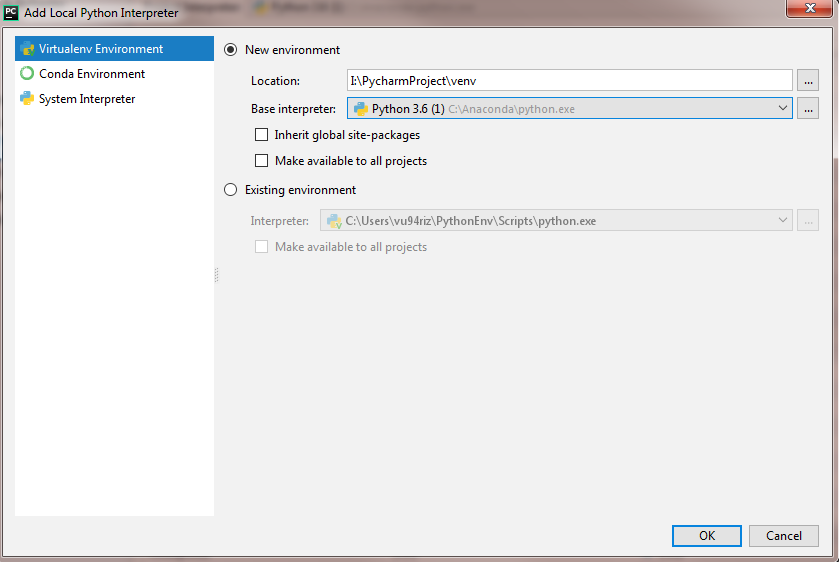 PC Add Local Python Interpreter
Virtualenv Environment
Conda Environment
System Interpreter
New environment
Location: I:\PycharmProject\venv ...
Base interpreter: Python 3.6 (1) C:\Anaconda\python.exe ...
Inherit global site-packages
Make available to all projects
Existing environment
Interpreter: C:\Users\vu94riz\PythonEnv\Scripts\python.exe ...
Make available to all projects
OK Cancel